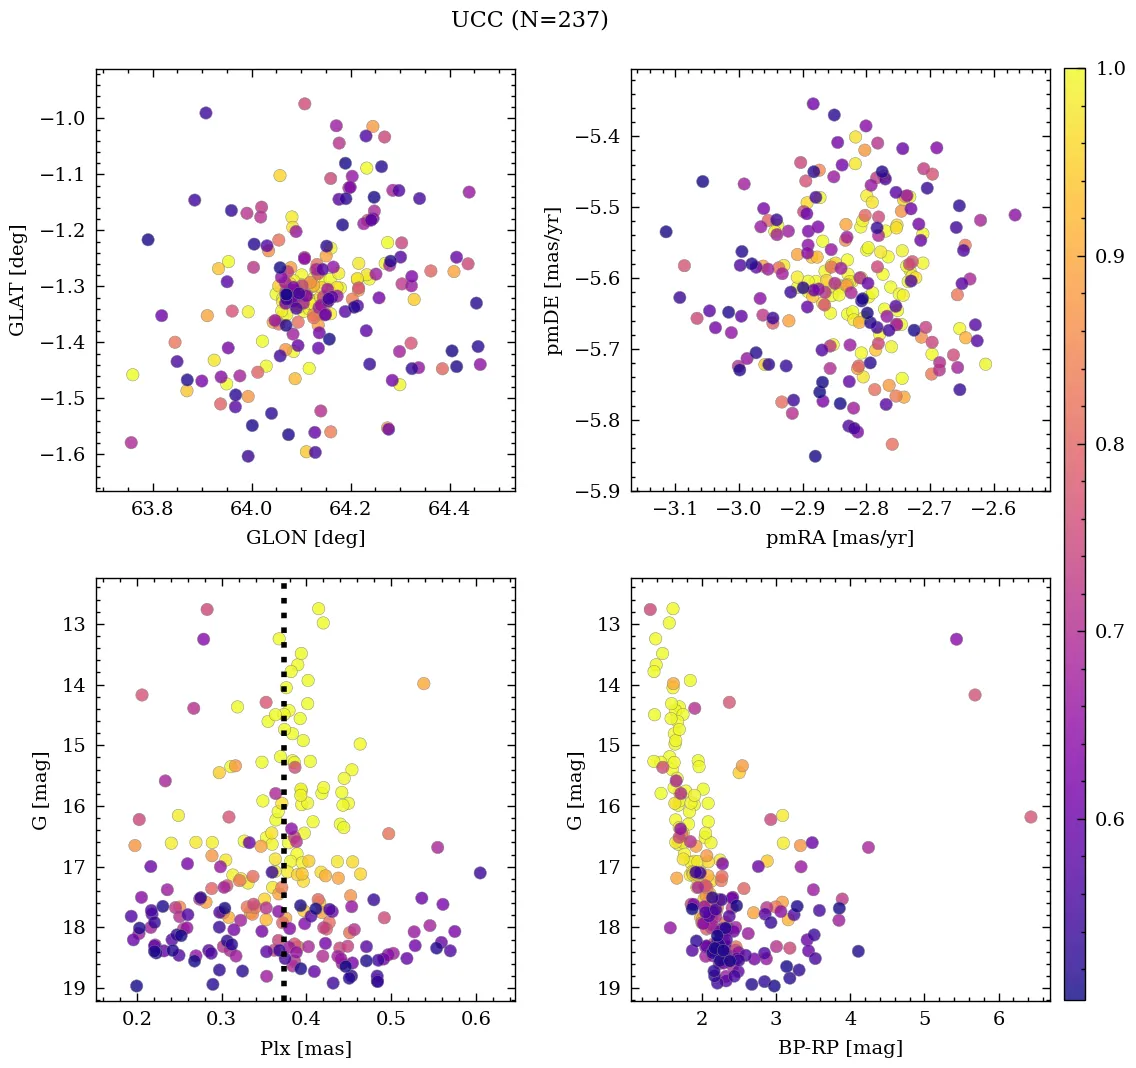 UCC (N=237)
−1.0
−1.1
−1.2
−1.3
−1.4
−1.5
−1.6
GLAT [deg]
63.8 64.0 64.2 64.4
GLON [deg]
−5.4
−5.5
−5.6
−5.7
−5.8
−5.9
pmDE [mas/yr]
−3.1 −3.0 −2.9 −2.8 −2.7 −2.6
pmRA [mas/yr]
1.0
0.9
0.8
0.7
0.6
13
14
15
16
17
18
19
G [mag]
0.2 0.3 0.4 0.5 0.6
Plx [mas]
13
14
15
16
17
18
19
G [mag]
2 3 4 5 6
BP-RP [mag]